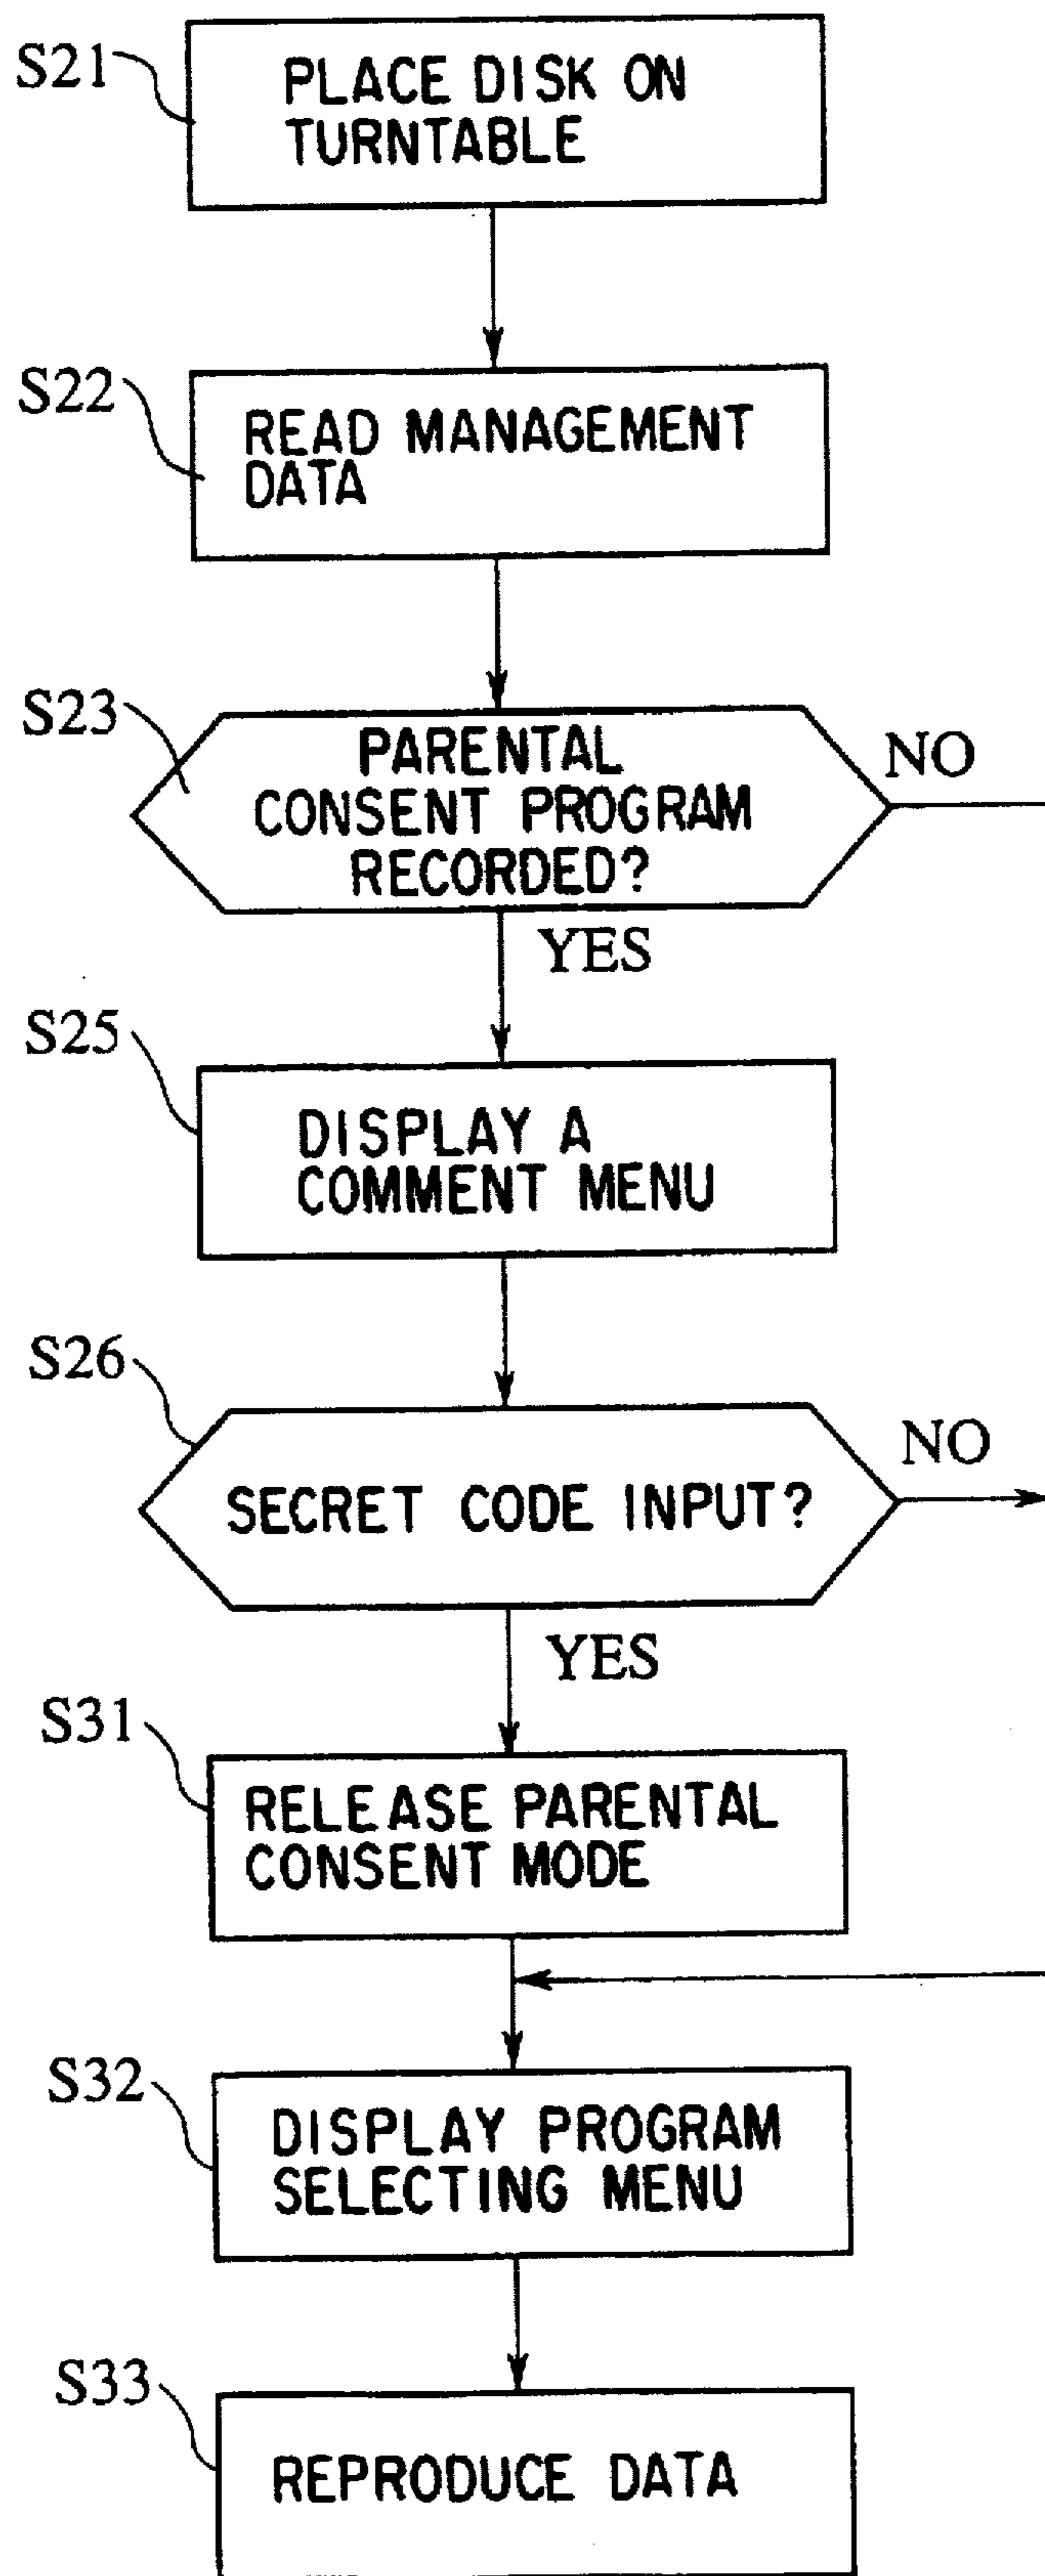 S21
PLACE DISK ON
TURNTABLE
S22
READ MANAGEMENT
DATA
S23
PARENTAL
CONSENT PROGRAM
RECORDED?
NO
YES
S25
DISPLAY A
COMMENT MENU
S26
SECRET CODE INPUT?
NO
YES
S31
RELEASE PARENTAL
CONSENT MODE
S32
DISPLAY PROGRAM
SELECTING MENU
S33
REPRODUCE DATA